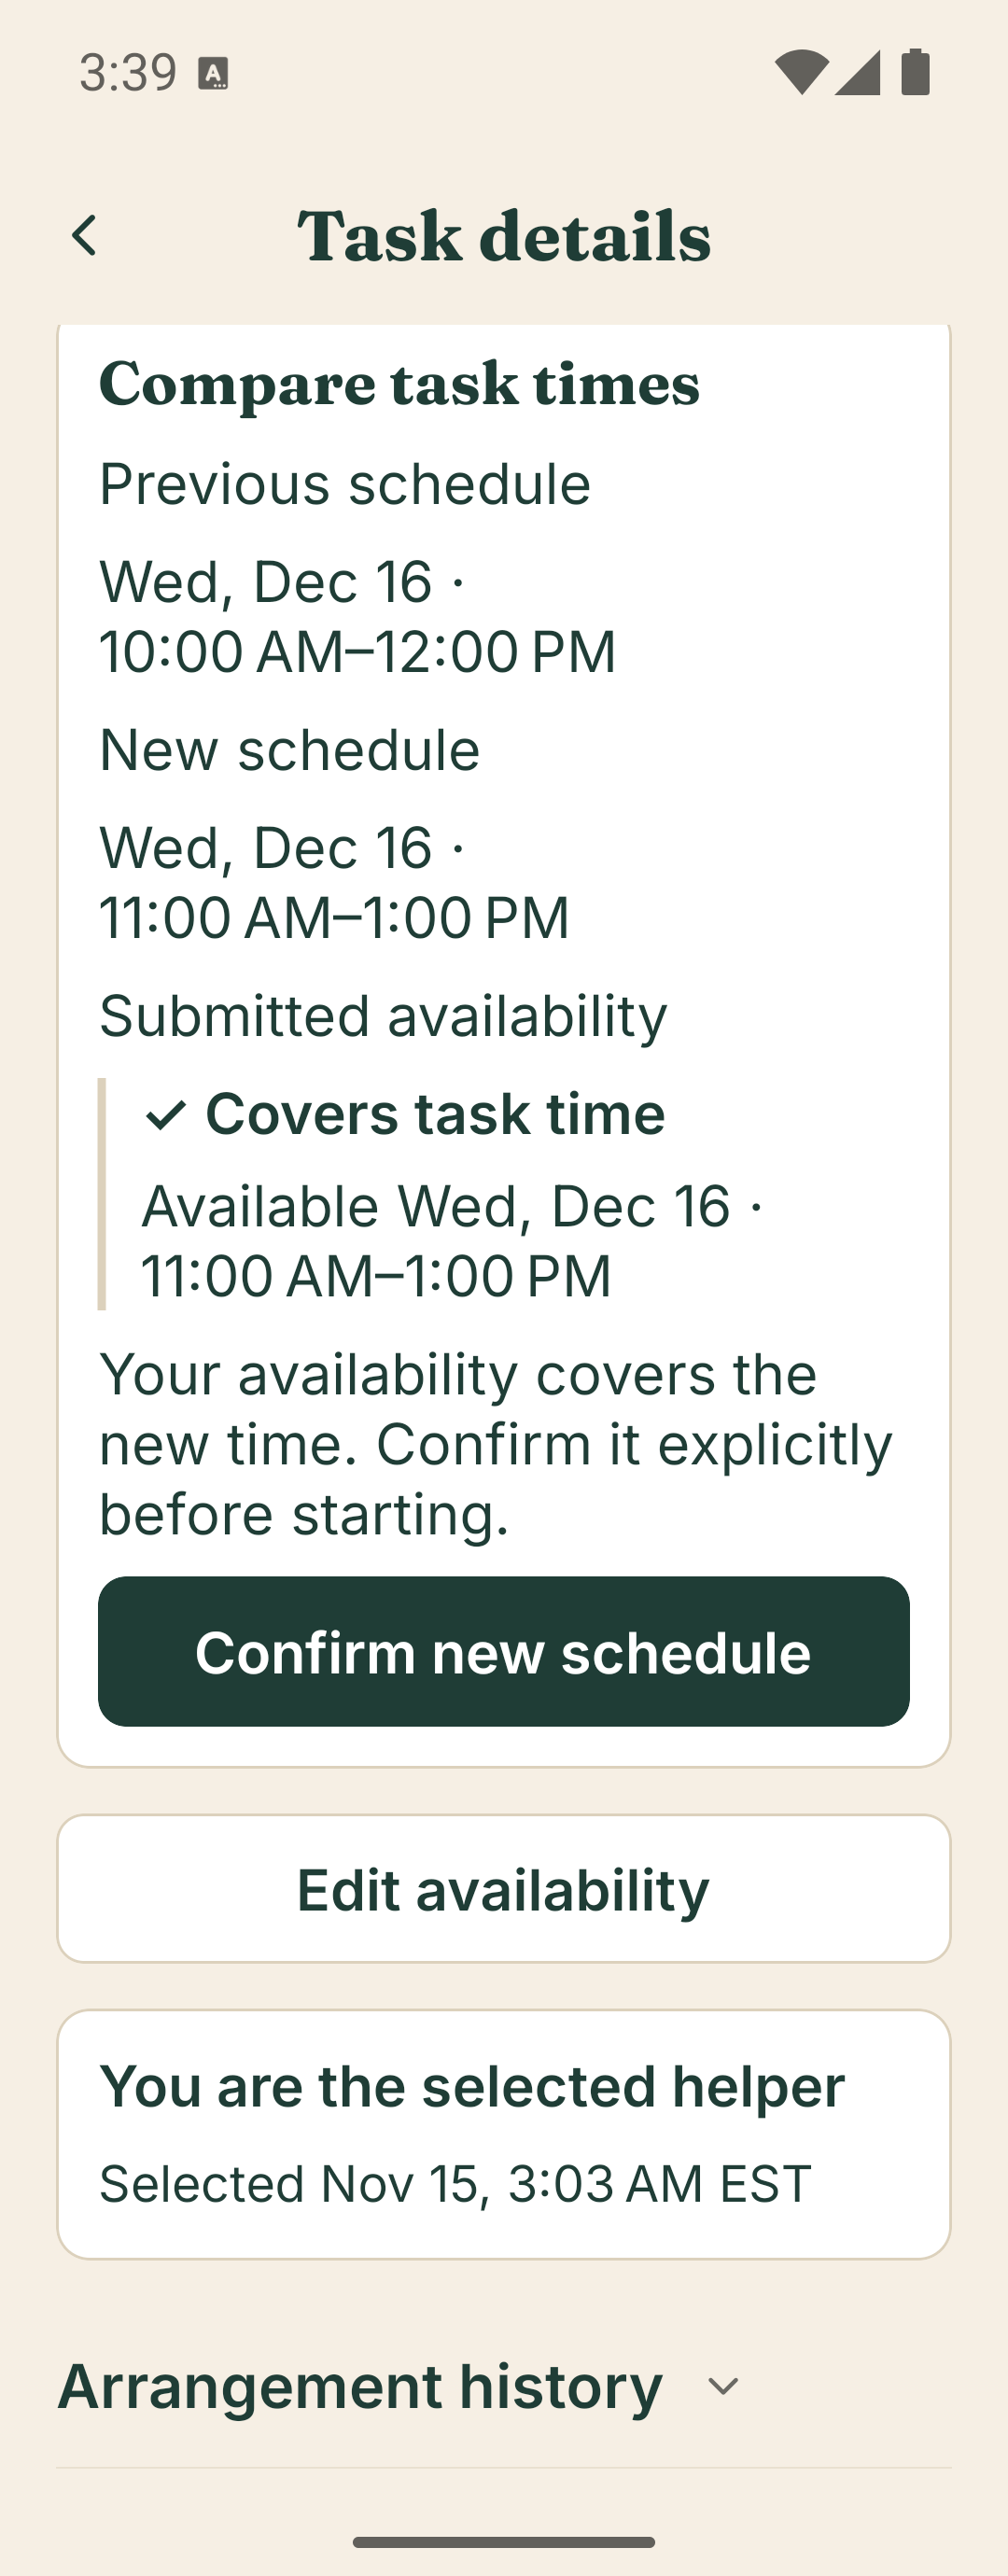 3:39
Task details
Compare task times
Previous schedule
Wed, Dec 16 ·
10:00 AM–12:00 PM
New schedule
Wed, Dec 16 ·
11:00 AM–1:00 PM
Submitted availability
✓ Covers task time
Available Wed, Dec 16 ·
11:00 AM–1:00 PM
Your availability covers the
new time. Confirm it explicitly
before starting.
Confirm new schedule
Edit availability
You are the selected helper
Selected Nov 15, 3:03 AM EST
Arrangement history